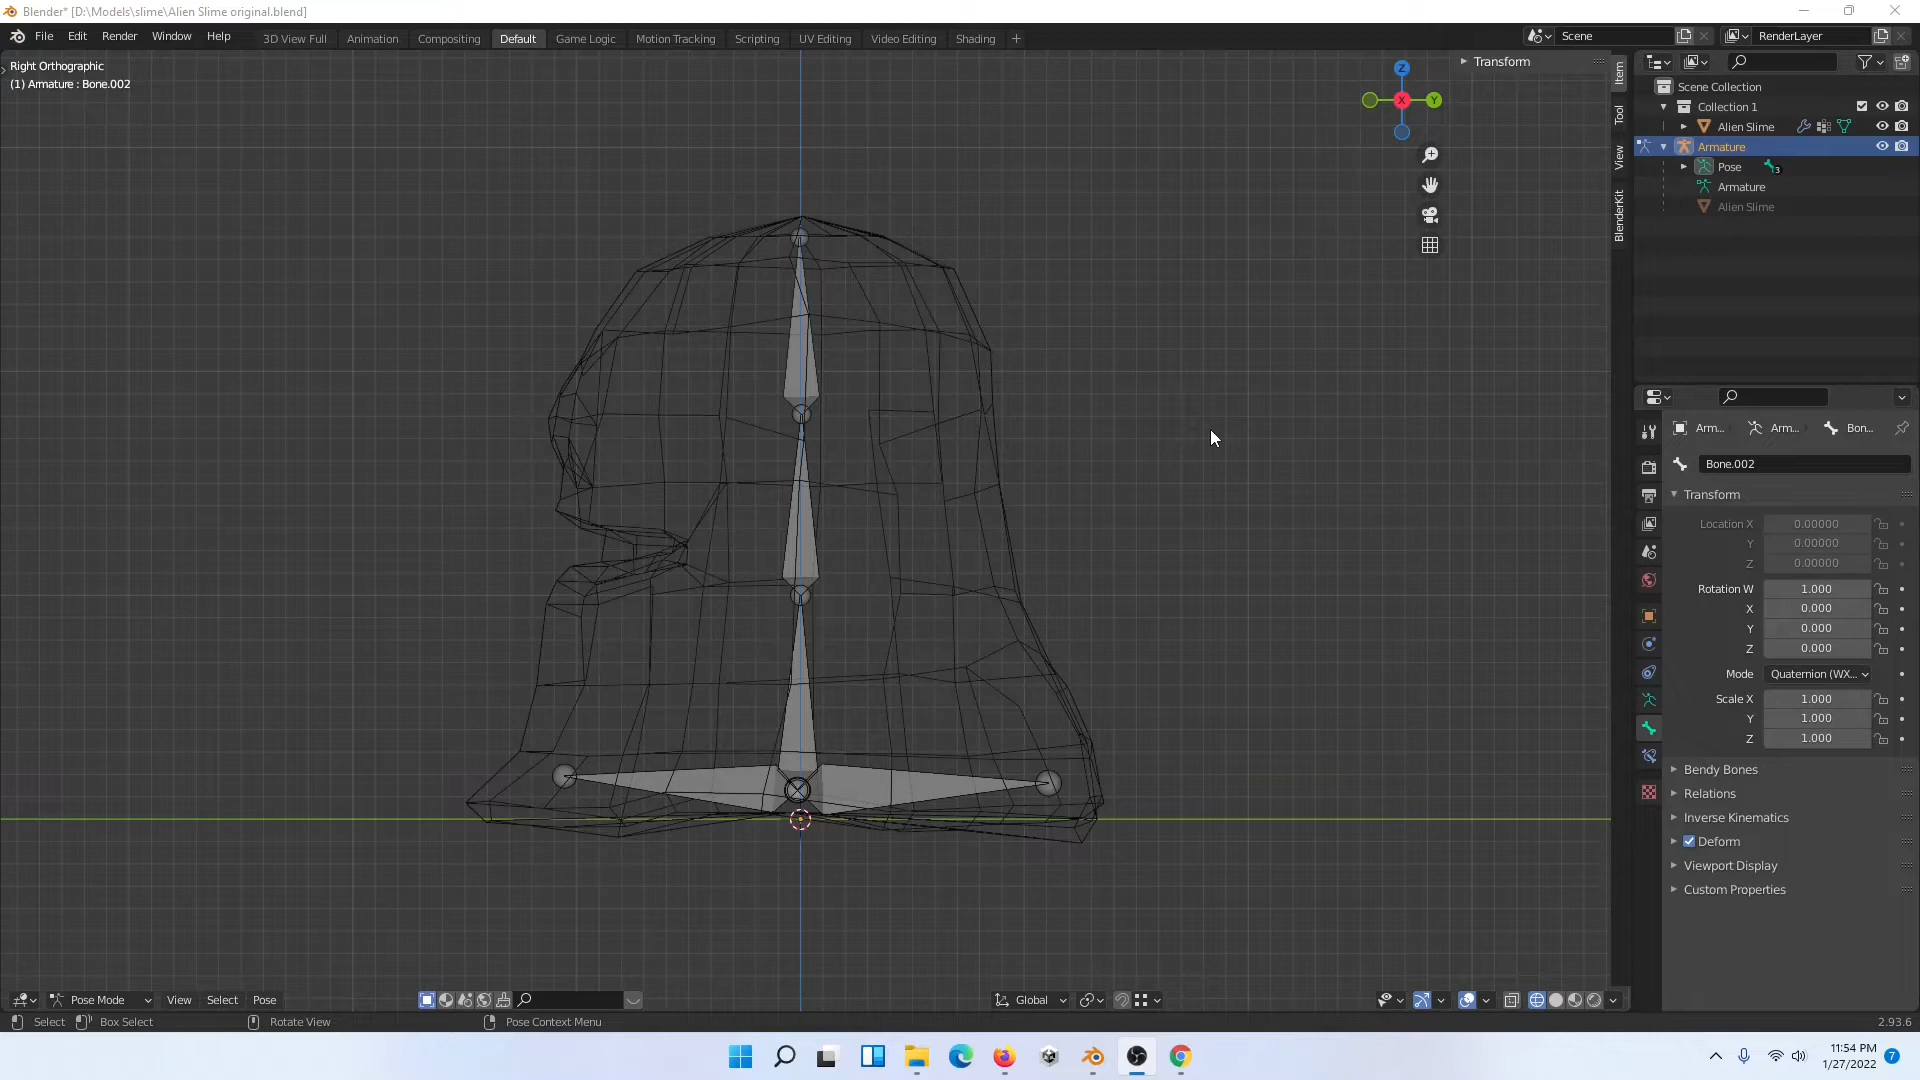 Blender* [D:\Models\slime\Alien Slime original.blend]
File Edit Render Window Help
3D View Full Animation Compositing Default Game Logic Motion Tracking Scripting UV Editing Video Editing Shading +
Scene
RenderLayer
Right Orthographic
(1) Armature : Bone.002
Transform
Z
X
Y
Item
Tool
View
BlenderKit
Scene Collection
Collection 1
Alien Slime
Armature
Pose
3
Armature
Alien Slime
Arm...
Arm...
Bon...
Bone.002
Transform
Location X 0.00000
Y 0.00000
Z 0.00000
Rotation W 1.000
X 0.000
Y 0.000
Z 0.000
Mode Quaternion (WX...
Scale X 1.000
Y 1.000
Z 1.000
Bendy Bones
Relations
Inverse Kinematics
Deform
Viewport Display
Custom Properties
Pose Mode View Select Pose
Global
Select Box Select Rotate View Pose Context Menu
2.93.6
11:54 PM
1/27/2022
7